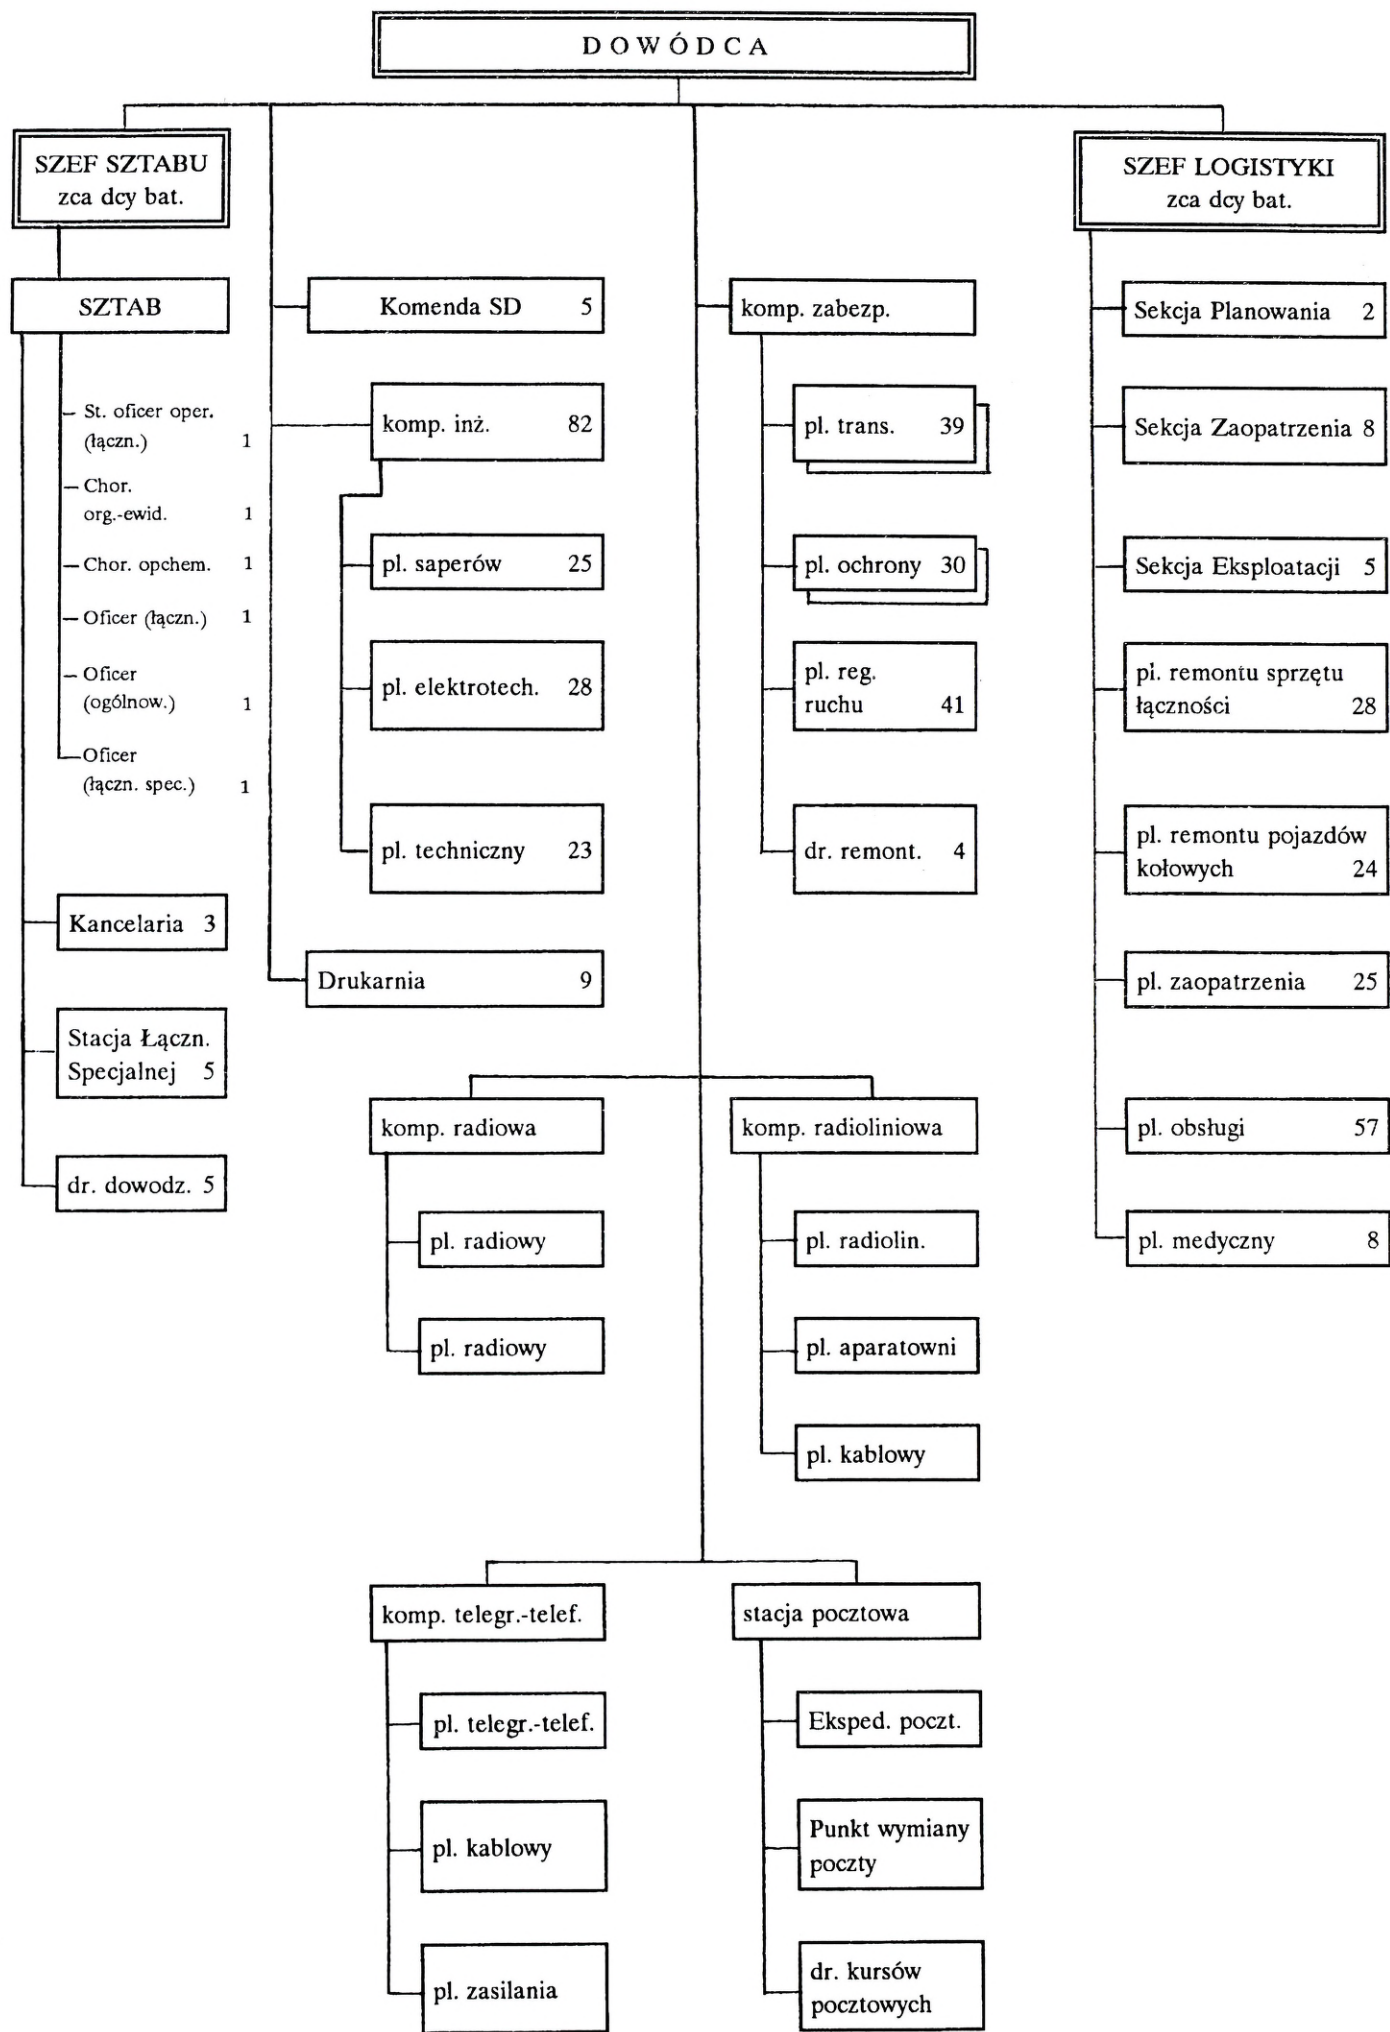 DOWÓDCA
SZEF SZTABU
zca dcy bat.
SZTAB
St. oficer oper.
(łączn.) 1
Chor.
org.-ewid. 1
Chor. opchem. 1
Oficer (łączn.) 1
Oficer
(ogólnow.) 1
Oficer
(łączn. spec.) 1
Kancelaria 3
Stacja Łączn.
Specjalnej 5
dr. dowodz. 5
Komenda SD 5
komp. inż. 82
pl. saperów 25
pl. elektrotech. 28
pl. techniczny 23
Drukarnia 9
komp. zabezp.
pl. trans. 39
pl. ochrony 30
pl. reg.
ruchu 41
dr. remont. 4
SZEF LOGISTYKI
zca dcy bat.
Sekcja Planowania 2
Sekcja Zaopatrzenia 8
Sekcja Eksploatacji 5
pl. remontu sprzętu
łączności 28
pl. remontu pojazdów
kołowych 24
pl. zaopatrzenia 25
pl. obsługi 57
pl. medyczny 8
komp. radiowa
pl. radiowy
pl. radiowy
komp. radioliniowa
pl. radiolin.
pl. aparatowni
pl. kablowy
komp. telegr.-telef.
pl. telegr.-telef.
pl. kablowy
pl. zasilania
stacja pocztowa
Eksped. poczt.
Punkt wymiany
poczty
dr. kursów
pocztowych